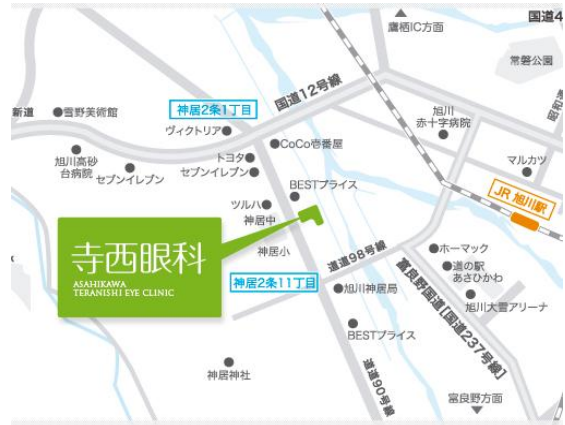 鷹栖IC方面
国道4
常磐公園
国道12号線
新道
雪野美術館
神居2条1丁目
ヴィクトリア
旭川
赤十字病院
昭和通
CoCo壱番屋
旭川高砂
台病院
セブンイレブン
トヨタ
セブンイレブン
マルカツ
BESTプライス
JR 旭川駅
ツルハ
神居中
寺西眼科
ASAHIKAWA
TERANISHI EYE CLINIC
神居小
道道98号線
ホーマック
道の駅
あさひかわ
神居2条11丁目
旭川神居局
旭川大雪アリーナ
富良野国道[国道237号線]
BESTプライス
神居神社
道道90号線
富良野方面